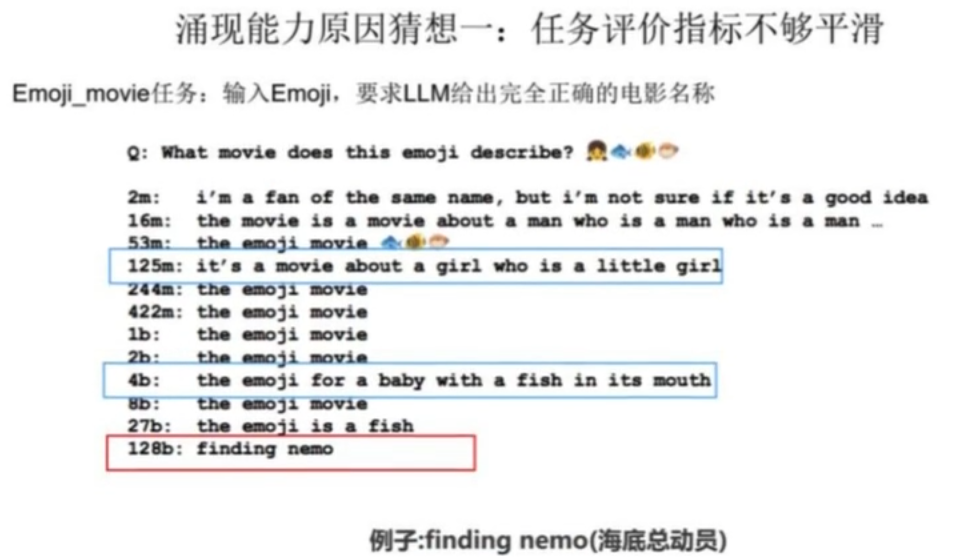 涌现能力原因猜想一：任务评价指标不够平滑
Emoji_movie任务：输入Emoji，要求LLM给出完全正确的电影名称
Q: What movie does this emoji describe? 👧🐟🐠🐡
2m: i'm a fan of the same name, but i'm not sure if it's a good idea
16m: the movie is a movie about a man who is a man who is a man …
53m: the emoji movie 🐟🐠🐡
125m: it's a movie about a girl who is a little girl
244m: the emoji movie
422m: the emoji movie
1b: the emoji movie
2b: the emoji movie
4b: the emoji for a baby with a fish in its mouth
8b: the emoji movie
27b: the emoji is a fish
128b: finding nemo
例子:finding nemo(海底总动员)